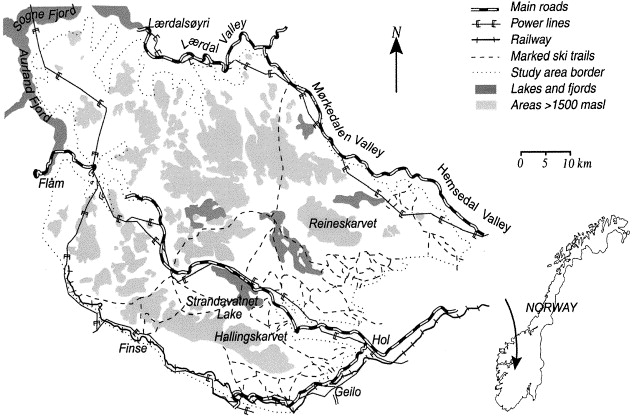 Sogne Fjord
Aurland Fjord
Lærdalsøyri
Lærdal Valley
Mørkedalen Valley
Hemsedal Valley
Flåm
Reineskarvet
Strandavatnet
Lake
Hallingskarvet
Finse
Hol
Geilo
N
Main roads
Power lines
Railway
Marked ski trails
Study area border
Lakes and fjords
Areas >1500 masl
0 5 10 km
NORWAY